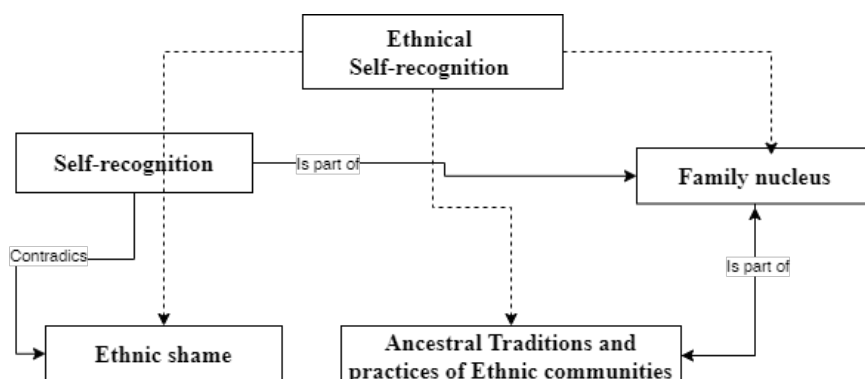 Ethnical
Self-recognition
Self-recognition
Is part of
Family nucleus
Contradics
Is part of
Ethnic shame
Ancestral Traditions and
practices of Ethnic communities